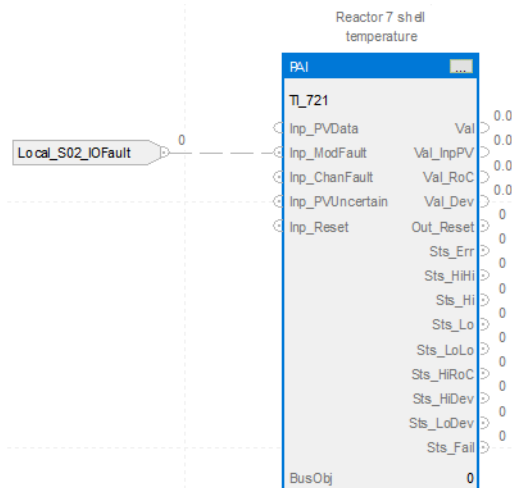 Reactor 7 shell
temperature
PAI ...
TI_721
Inp_PVData Val 0.0
Local_S02_IOFault 0 Inp_ModFault Val_InpPV 0.0
Inp_ChanFault Val_RoC 0.0
Inp_PVUncertain Val_Dev 0.0
Inp_Reset Out_Reset 0
Sts_Err 0
Sts_HiHi 0
Sts_Hi 0
Sts_Lo 0
Sts_LoLo 0
Sts_HiRoC 0
Sts_HiDev 0
Sts_LoDev 0
Sts_Fail 0
BusObj 0